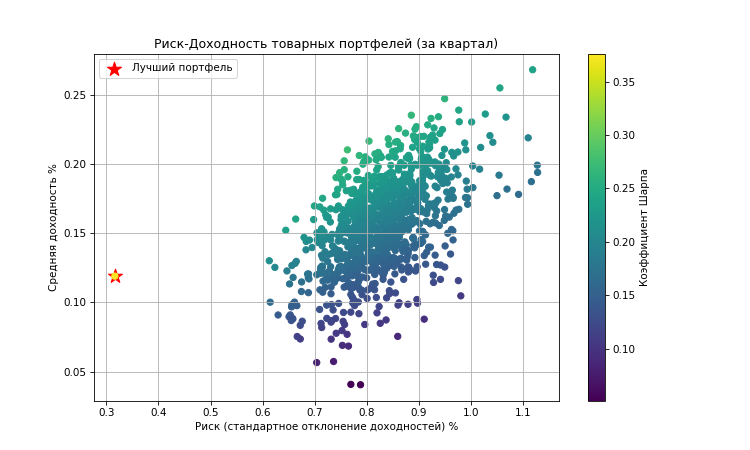 Риск-Доходность товарных портфелей (за квартал)
Лучший портфель
Средняя доходность %
0.25
0.20
0.15
0.10
0.05
0.3 0.4 0.5 0.6 0.7 0.8 0.9 1.0 1.1
Риск (стандартное отклонение доходностей) %
0.35
0.30
0.25
0.20
0.15
0.10
Коэффициент Шарпа